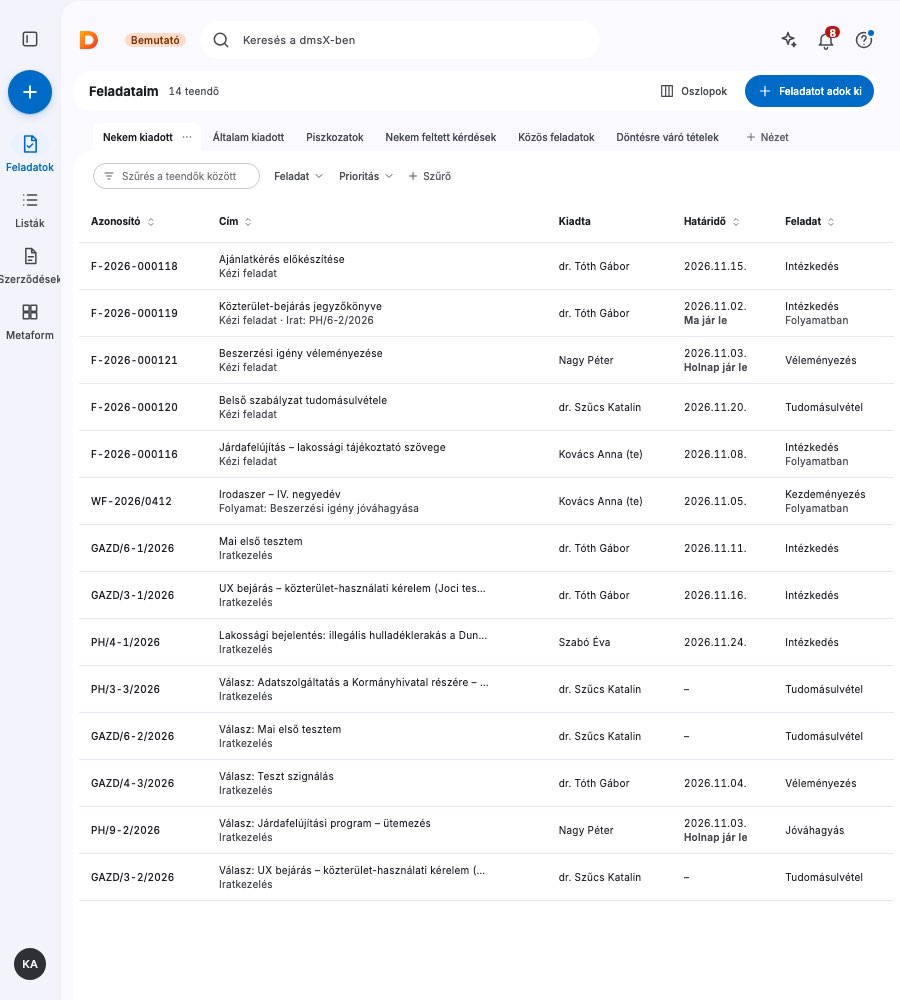 Bemutató
Keresés a dmsX-ben
8
Feladataim 14 teendő
Oszlopok
Feladatot adok ki
Feladatok
Listák
Szerződések
Metaform
Nekem kiadott
Általam kiadott
Piszkozatok
Nekem feltett kérdések
Közös feladatok
Döntésre váró tételek
Nézet
Szűrés a teendők között
Feladat
Prioritás
Szűrő
Azonosító Cím Kiadta Határidő Feladat
F-2026-000118 Ajánlatkérés előkészítése dr. Tóth Gábor 2026.11.15. Intézkedés
Kézi feladat
F-2026-000119 Közterület-bejárás jegyzőkönyve dr. Tóth Gábor 2026.11.02. Intézkedés
Kézi feladat · Irat: PH/6-2/2026 Ma jár le Folyamatban
F-2026-000121 Beszerzési igény véleményezése Nagy Péter 2026.11.03. Véleményezés
Kézi feladat Holnap jár le
F-2026-000120 Belső szabályzat tudomásulvétele dr. Szűcs Katalin 2026.11.20. Tudomásulvétel
Kézi feladat
F-2026-000116 Járdafelújítás – lakossági tájékoztató szövege Kovács Anna (te) 2026.11.08. Intézkedés
Kézi feladat Folyamatban
WF-2026/0412 Irodaszer – IV. negyedév Kovács Anna (te) 2026.11.05. Kezdeményezés
Folyamat: Beszerzési igény jóváhagyása Folyamatban
GAZD/6-1/2026 Mai első tesztem dr. Tóth Gábor 2026.11.11. Intézkedés
Iratkezelés
GAZD/3-1/2026 UX bejárás – közterület-használati kérelem (Joci tes... dr. Tóth Gábor 2026.11.16. Intézkedés
Iratkezelés
PH/4-1/2026 Lakossági bejelentés: illegális hulladéklerakás a Dun... Szabó Éva 2026.11.24. Intézkedés
Iratkezelés
PH/3-3/2026 Válasz: Adatszolgáltatás a Kormányhivatal részére – ... dr. Szűcs Katalin – Tudomásulvétel
Iratkezelés
GAZD/6-2/2026 Válasz: Mai első tesztem dr. Szűcs Katalin – Tudomásulvétel
Iratkezelés
GAZD/4-3/2026 Válasz: Teszt szignálás dr. Tóth Gábor 2026.11.04. Véleményezés
Iratkezelés
PH/9-2/2026 Válasz: Járdafelújítási program – ütemezés Nagy Péter 2026.11.03. Jóváhagyás
Iratkezelés Holnap jár le
GAZD/3-2/2026 Válasz: UX bejárás – közterület-használati kérelem (... dr. Szűcs Katalin – Tudomásulvétel
Iratkezelés
KA